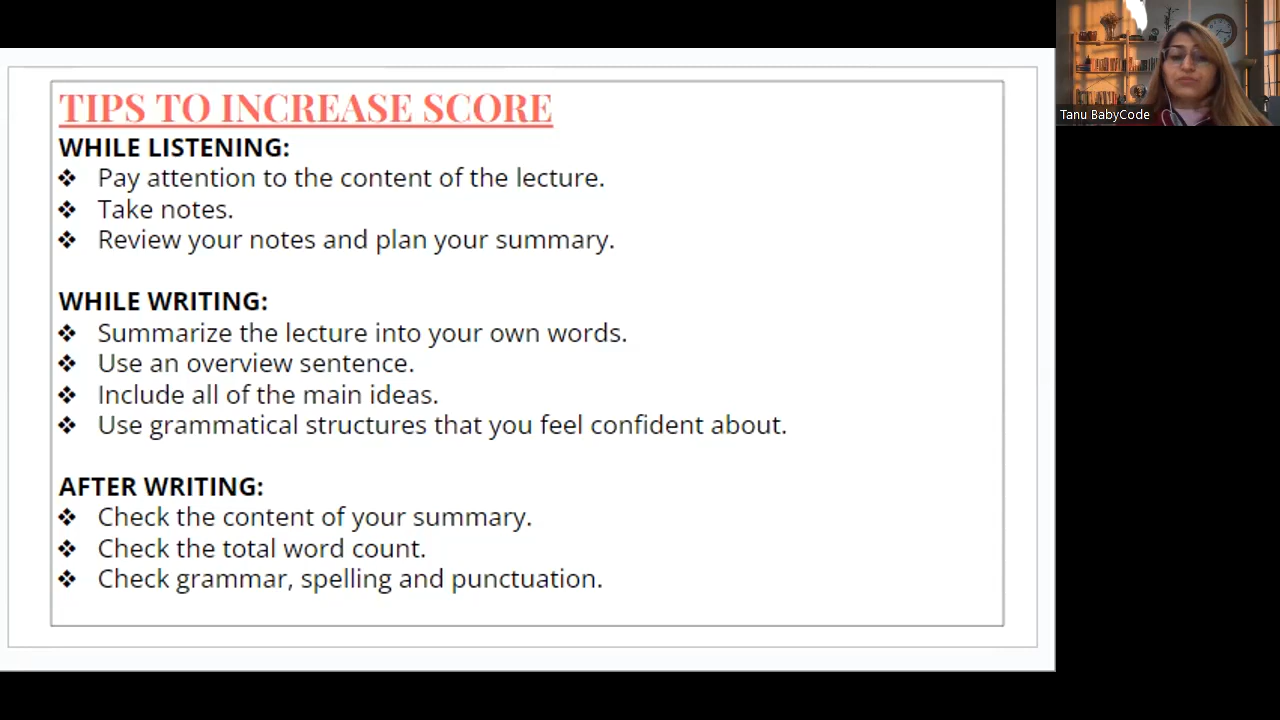 TIPS TO INCREASE SCORE
WHILE LISTENING:
❖ Pay attention to the content of the lecture.
❖ Take notes.
❖ Review your notes and plan your summary.
WHILE WRITING:
❖ Summarize the lecture into your own words.
❖ Use an overview sentence.
❖ Include all of the main ideas.
❖ Use grammatical structures that you feel confident about.
AFTER WRITING:
❖ Check the content of your summary.
❖ Check the total word count.
❖ Check grammar, spelling and punctuation.
Tanu BabyCode